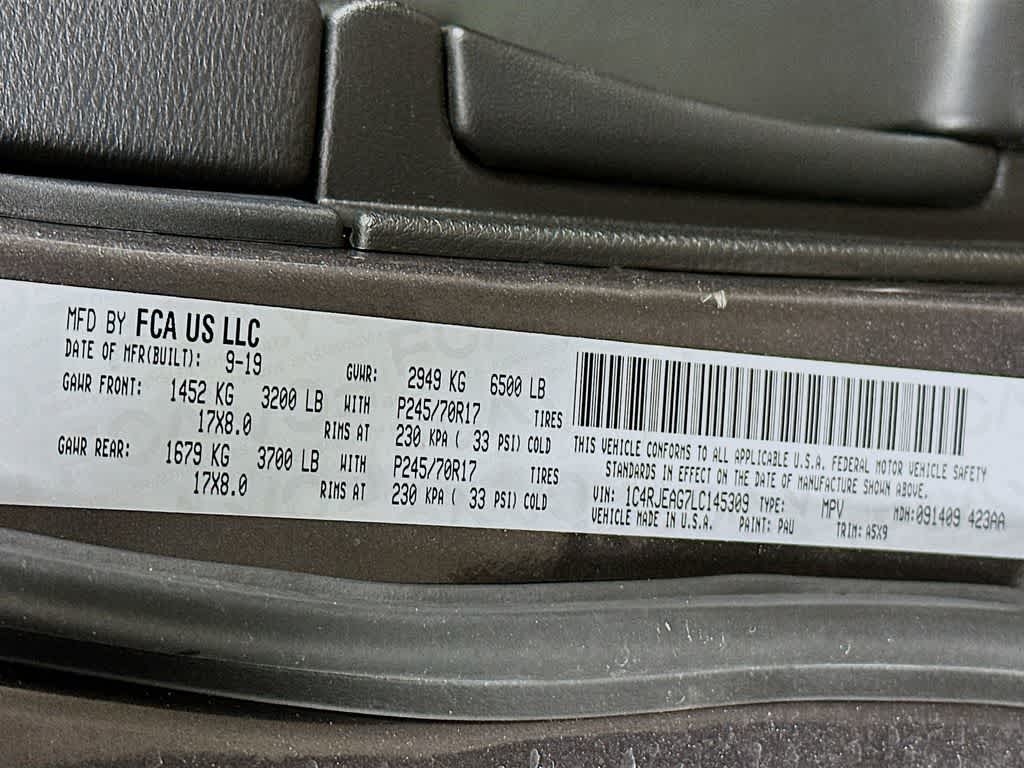 MFD BY FCA US LLC
DATE OF MFR(BUILT): 9-19
GVWR: 2949 KG 6500 LB
GAWR FRONT: 1452 KG 3200 LB WITH P245/70R17 TIRES
17X8.0 RIMS AT 230 KPA ( 33 PSI) COLD
GAWR REAR: 1679 KG 3700 LB WITH P245/70R17 TIRES
17X8.0 RIMS AT 230 KPA ( 33 PSI) COLD
THIS VEHICLE CONFORMS TO ALL APPLICABLE U.S.A. FEDERAL MOTOR VEHICLE SAFETY
STANDARDS IN EFFECT ON THE DATE OF MANUFACTURE SHOWN ABOVE.
VIN: 1C4RJEAG7LC145309 TYPE: MPV MDH:091409 423AA
VEHICLE MADE IN U.S.A. PAINT: PAU TRIM: A5X9